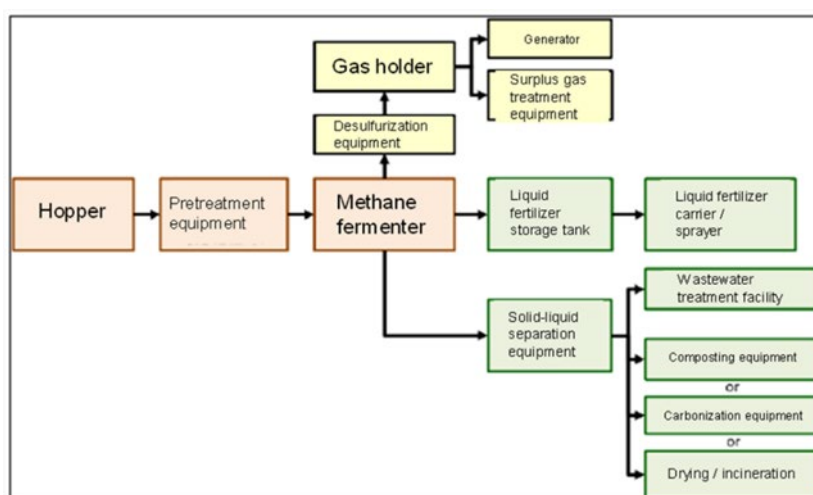 Generator
Gas holder
Surplus gas
treatment
equipment
Desulfurization
equipment
Hopper
Pretreatment
equipment
Methane
fermenter
Liquid
fertilizer
storage tank
Liquid fertilizer
carrier /
sprayer
Wastewater
treatment facility
Solid-liquid
separation
equipment
Composting equipment
or
Carbonization equipment
or
Drying / incineration